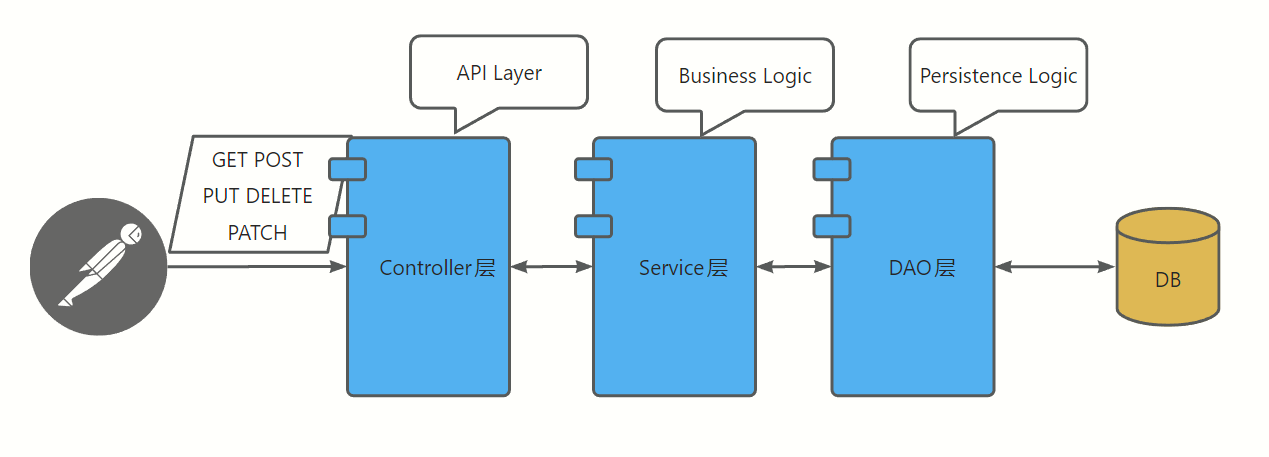 API Layer
Business Logic
Persistence Logic
GET POST
PUT DELETE
PATCH
Controller层
Service层
DAO层
DB